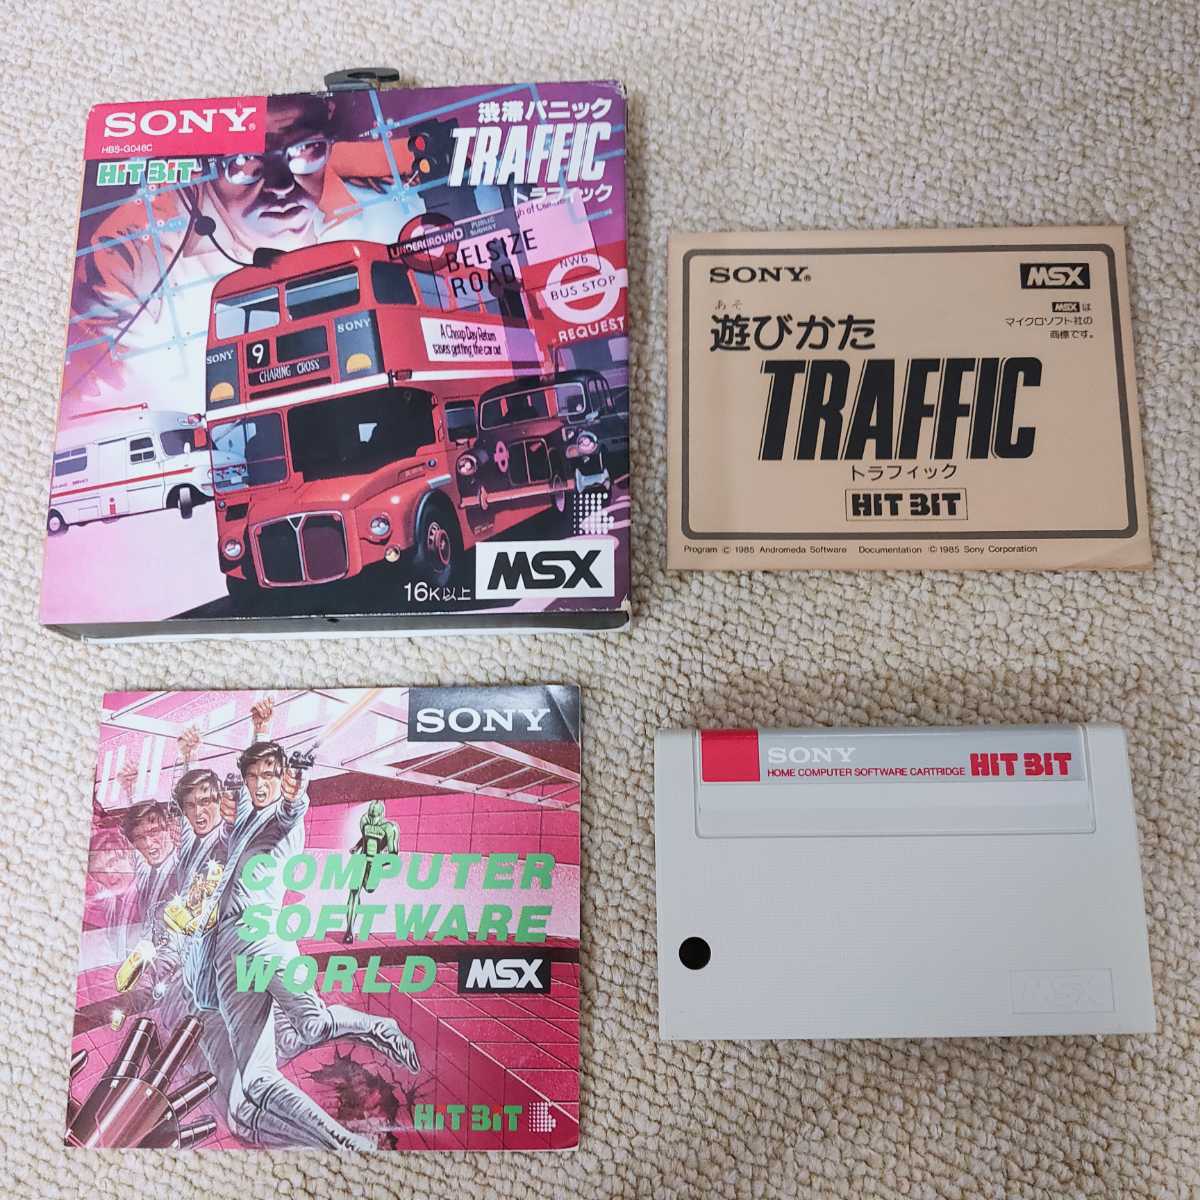 SONY®
HBS-G046C
HiT BiT
渋滞パニック
TRAFFIC
トラフィック
UNDERGROUND
PUBLIC SUBWAY
BELSIZE
ROAD
NW6
BUS STOP
REQUEST
SONY
SONY
9
CHARING CROSS
A Cheap Day Return
saves getting the car out
16K以上
MSX
SONY®
MSX
あそ
遊びかた
MSXは
マイクロソフト社の
商標です。
TRAFFIC
トラフィック
HiT BiT
Program © 1985 Andromeda Software Documentation © 1985 Sony Corporation
SONY
COMPUTER
SOFTWARE
WORLD
MSX
HiT BiT
SONY
HOME COMPUTER SOFTWARE CARTRIDGE HiT BiT
MSX